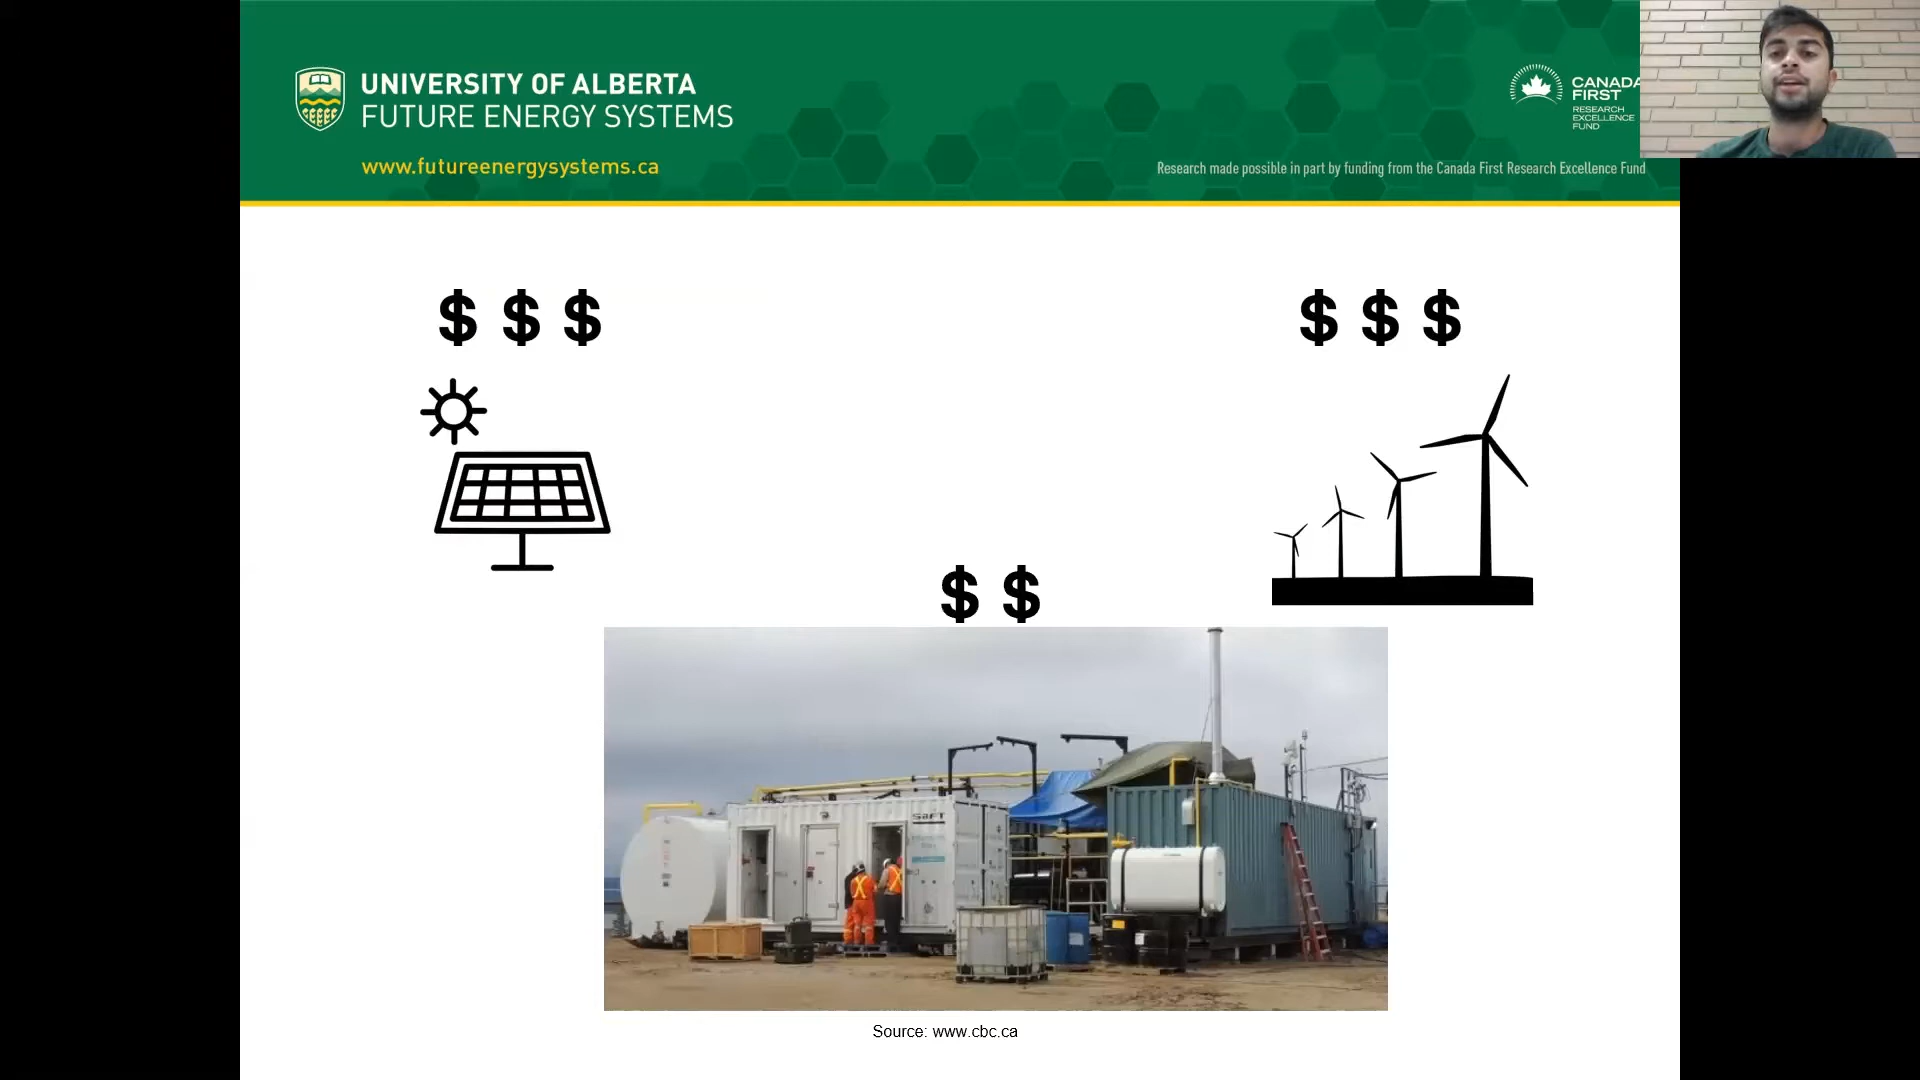 UNIVERSITY OF ALBERTA
FUTURE ENERGY SYSTEMS
www.futureenergysystems.ca
CANADA
FIRST
RESEARCH
EXCELLENCE
FUND
Research made possible in part by funding from the Canada First Research Excellence Fund
$ $ $
$ $ $
$ $
saft
Source: www.cbc.ca